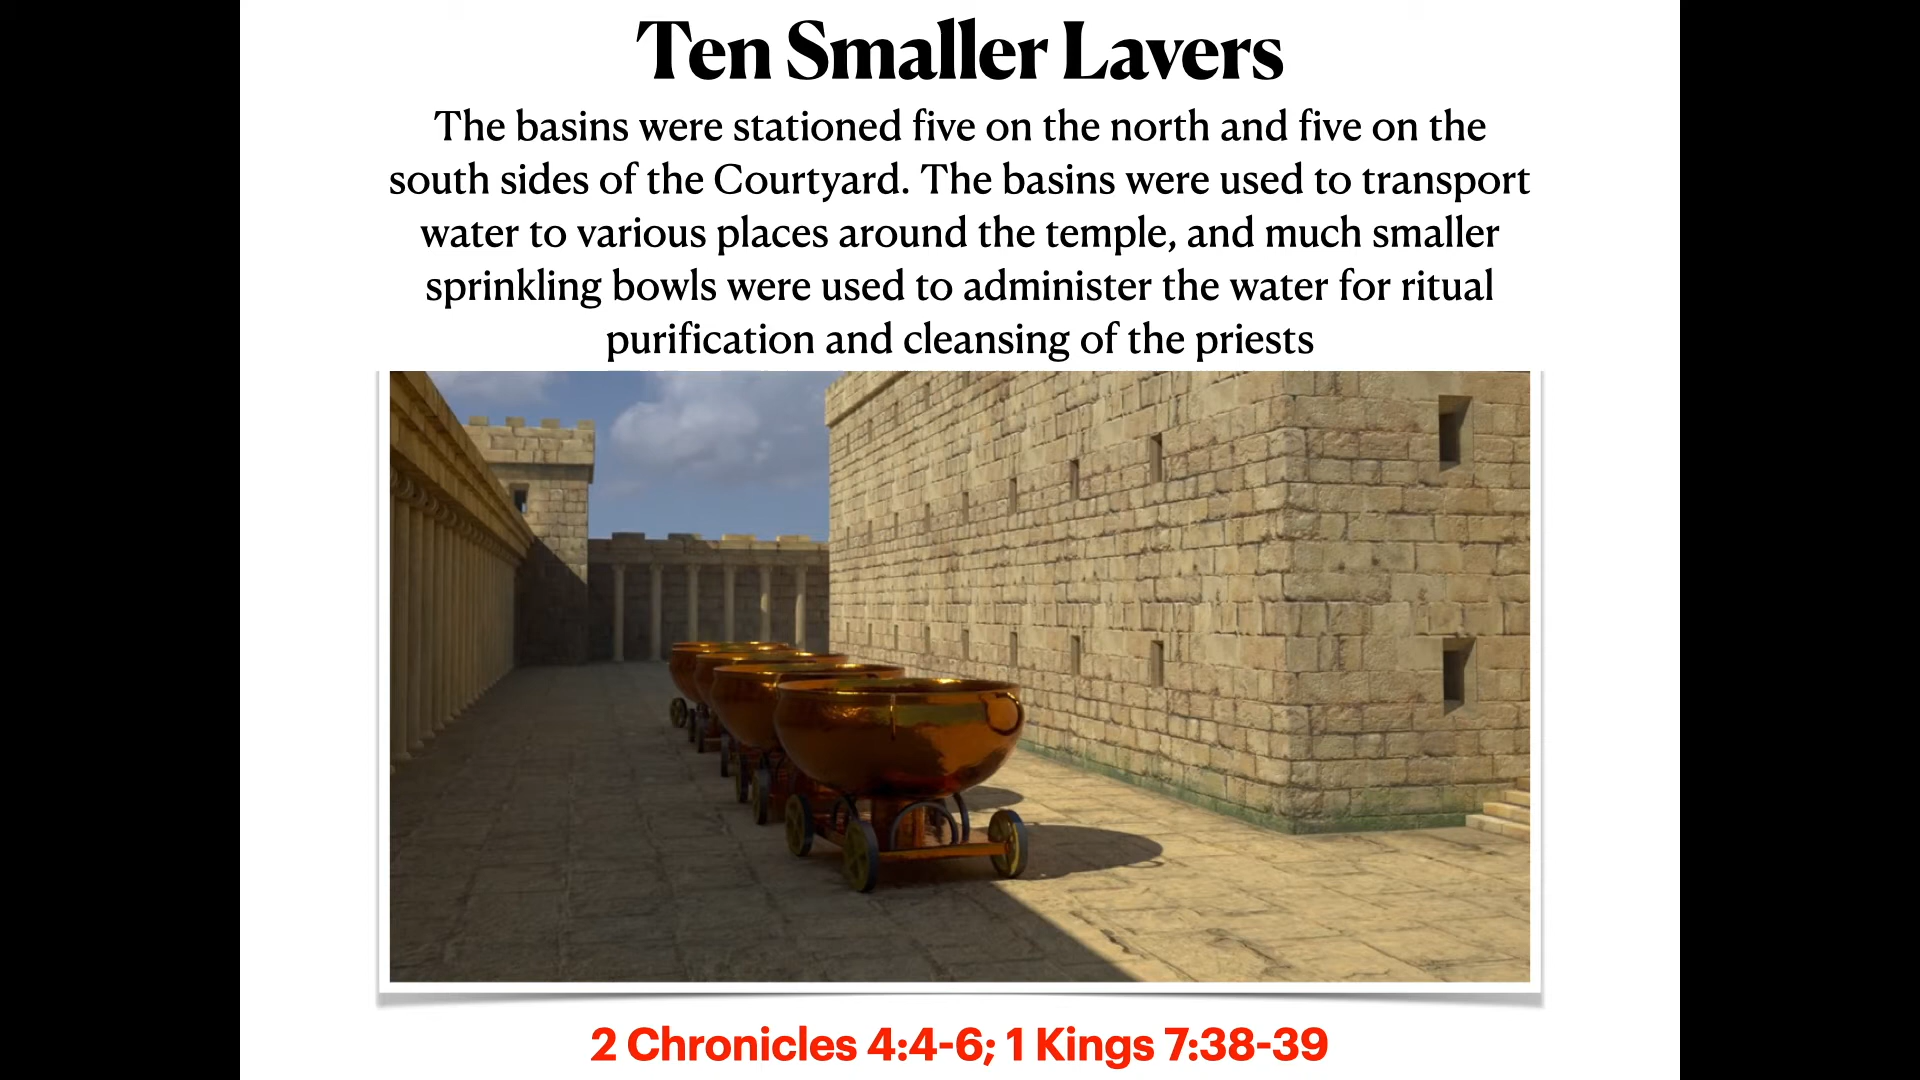 Ten Smaller Lavers
The basins were stationed five on the north and five on the
south sides of the Courtyard. The basins were used to transport
water to various places around the temple, and much smaller
sprinkling bowls were used to administer the water for ritual
purification and cleansing of the priests
2 Chronicles 4:4-6; 1 Kings 7:38-39